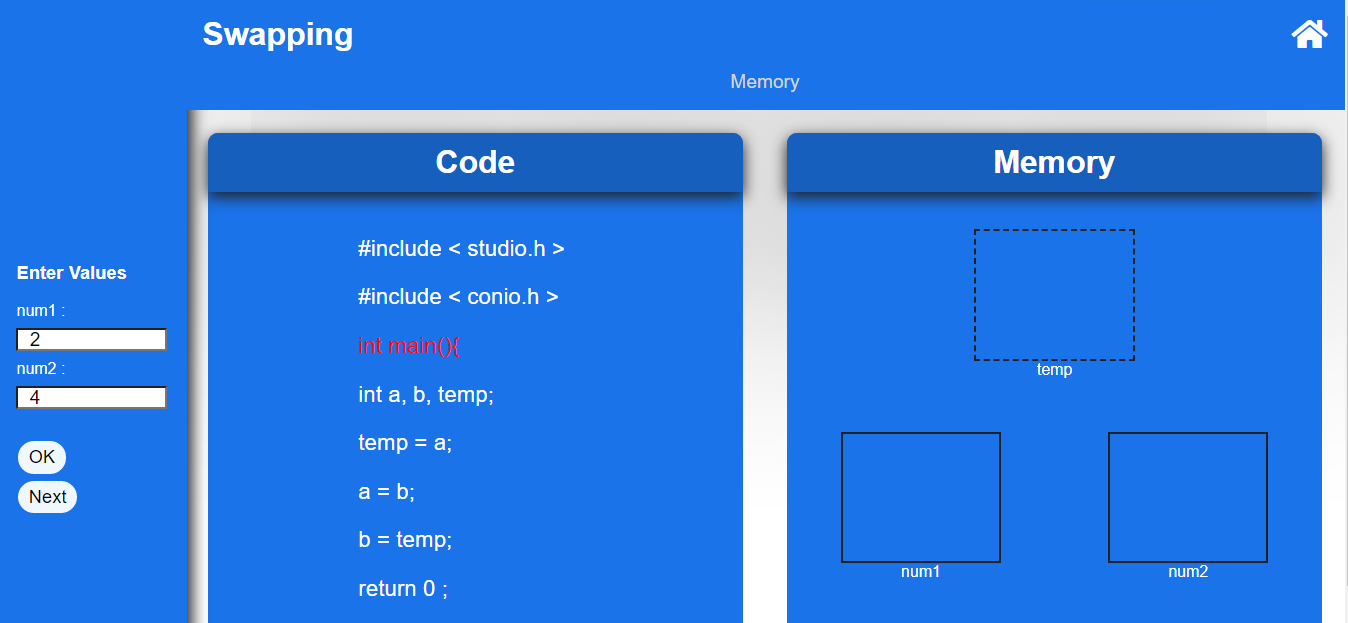 Swapping
Memory
Enter Values
num1 :
2
num2 :
4
OK
Next
Code
#include < studio.h >
#include < conio.h >
int main(){
int a, b, temp;
temp = a;
a = b;
b = temp;
return 0 ;
Memory
temp
num1
num2